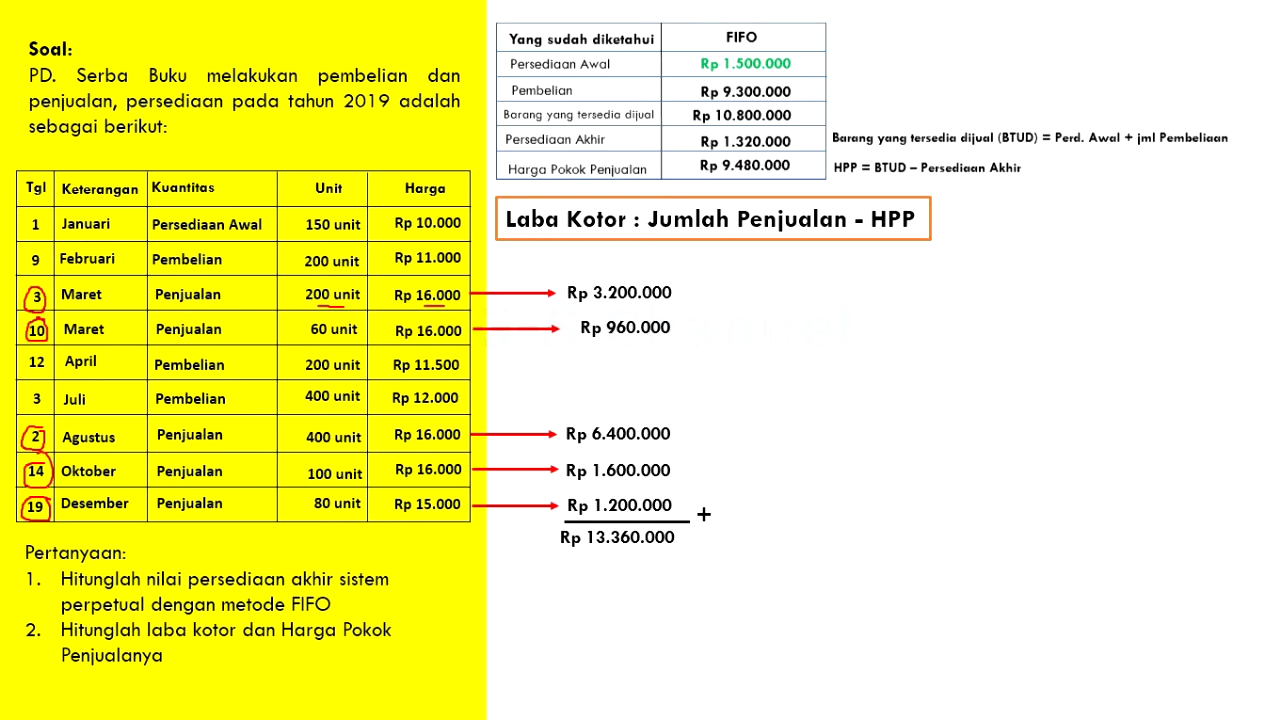 Soal:
PD. Serba Buku melakukan pembelian dan
penjualan, persediaan pada tahun 2019 adalah
sebagai berikut:
Tgl Keterangan Kuantitas Unit Harga
1 Januari Persediaan Awal 150 unit Rp 10.000
9 Februari Pembelian 200 unit Rp 11.000
3 Maret Penjualan 200 unit Rp 16.000
10 Maret Penjualan 60 unit Rp 16.000
12 April Pembelian 200 unit Rp 11.500
3 Juli Pembelian 400 unit Rp 12.000
2 Agustus Penjualan 400 unit Rp 16.000
14 Oktober Penjualan 100 unit Rp 16.000
19 Desember Penjualan 80 unit Rp 15.000
Pertanyaan:
1. Hitunglah nilai persediaan akhir sistem
perpetual dengan metode FIFO
2. Hitunglah laba kotor dan Harga Pokok
Penjualanya
Yang sudah diketahui FIFO
Persediaan Awal Rp 1.500.000
Pembelian Rp 9.300.000
Barang yang tersedia dijual Rp 10.800.000
Persediaan Akhir Rp 1.320.000
Harga Pokok Penjualan Rp 9.480.000
Barang yang tersedia dijual (BTUD) = Perd. Awal + jml Pembeliaan
HPP = BTUD – Persediaan Akhir
Laba Kotor : Jumlah Penjualan - HPP
Rp 3.200.000
Rp 960.000
Rp 6.400.000
Rp 1.600.000
Rp 1.200.000 +
Rp 13.360.000